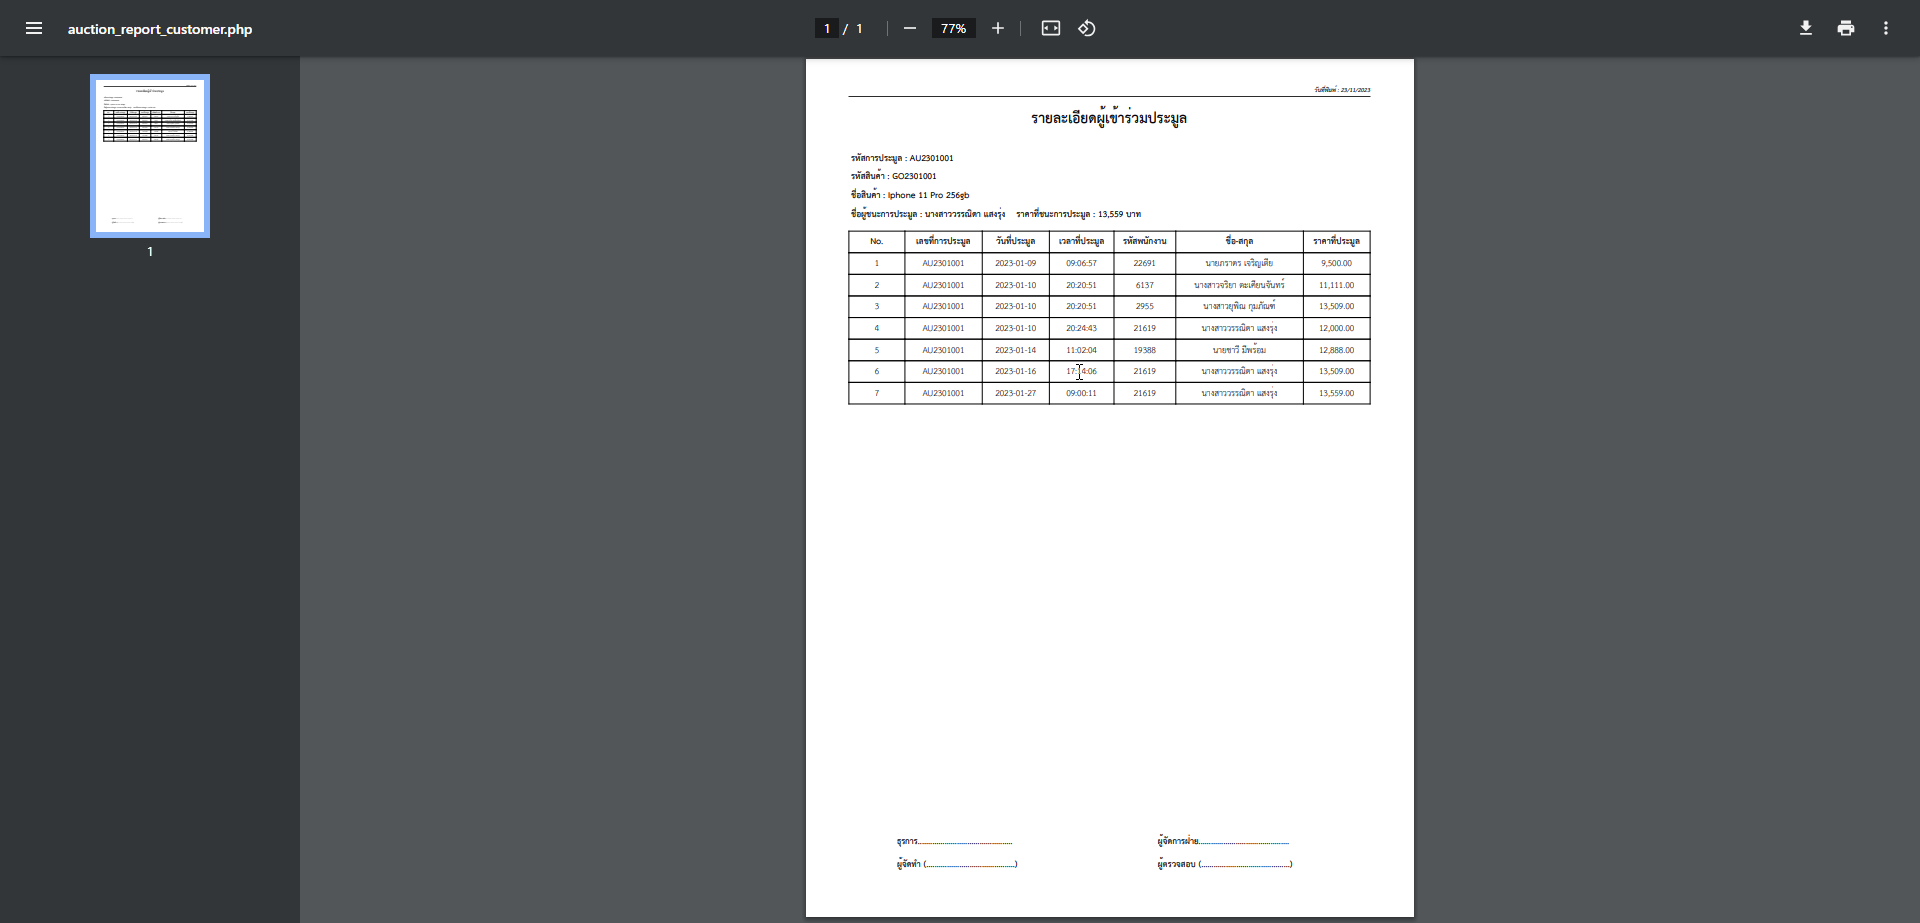 auction_report_customer.php
1 / 1
77%
1
วันที่พิมพ์ : 23/11/2023
รายละเอียดผู้เข้าร่วมประมูล
รหัสการประมูล : AU2301001
รหัสสินค้า : GO2301001
ชื่อสินค้า : Iphone 11 Pro 256gb
ชื่อผู้ชนะการประมูล : นางสาววรรณิดา แสงรุ่ง ราคาที่ชนะการประมูล : 13,559 บาท
No. เลขที่การประมูล วันที่ประมูล เวลาที่ประมูล รหัสพนักงาน ชื่อ-สกุล ราคาที่ประมูล
1 AU2301001 2023-01-09 09:06:57 22691 นายภราดร เจริญเตีย 9,500.00
2 AU2301001 2023-01-10 20:20:51 6137 นางสาวจริยา ตะเคียนจันทร์ 11,111.00
3 AU2301001 2023-01-10 20:20:51 2955 นางสาวยุพิณ กุมภัณฑ์ 13,509.00
4 AU2301001 2023-01-10 20:24:43 21619 นางสาววรรณิดา แสงรุ่ง 12,000.00
5 AU2301001 2023-01-14 11:02:04 19388 นายชาวี มีพร้อม 12,888.00
6 AU2301001 2023-01-16 21619 นางสาววรรณิดา แสงรุ่ง 13,509.00
7 AU2301001 2023-01-27 09:00:11 21619 นางสาววรรณิดา แสงรุ่ง 13,559.00
ธุรการ............................................ ผู้จัดการฝ่าย..........................................
ผู้จัดทำ (..........................................) ผู้ตรวจสอบ (..........................................)